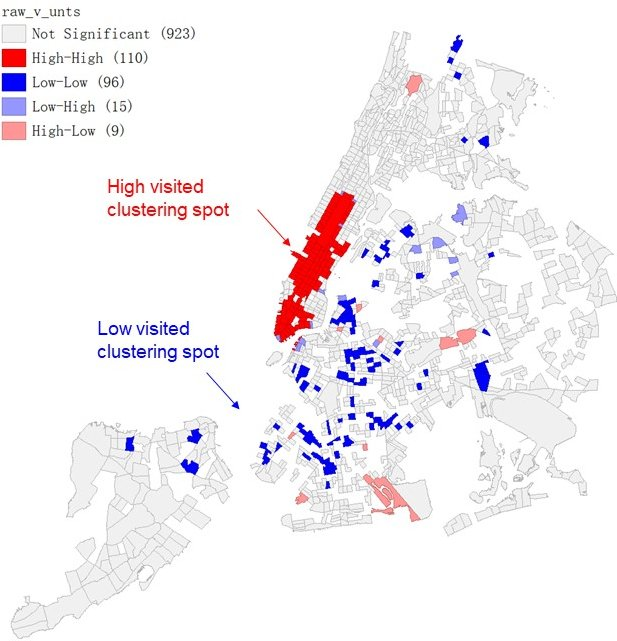 raw_v_unts
Not Significant (923)
High-High (110)
Low-Low (96)
Low-High (15)
High-Low (9)
High visited
clustering spot
Low visited
clustering spot